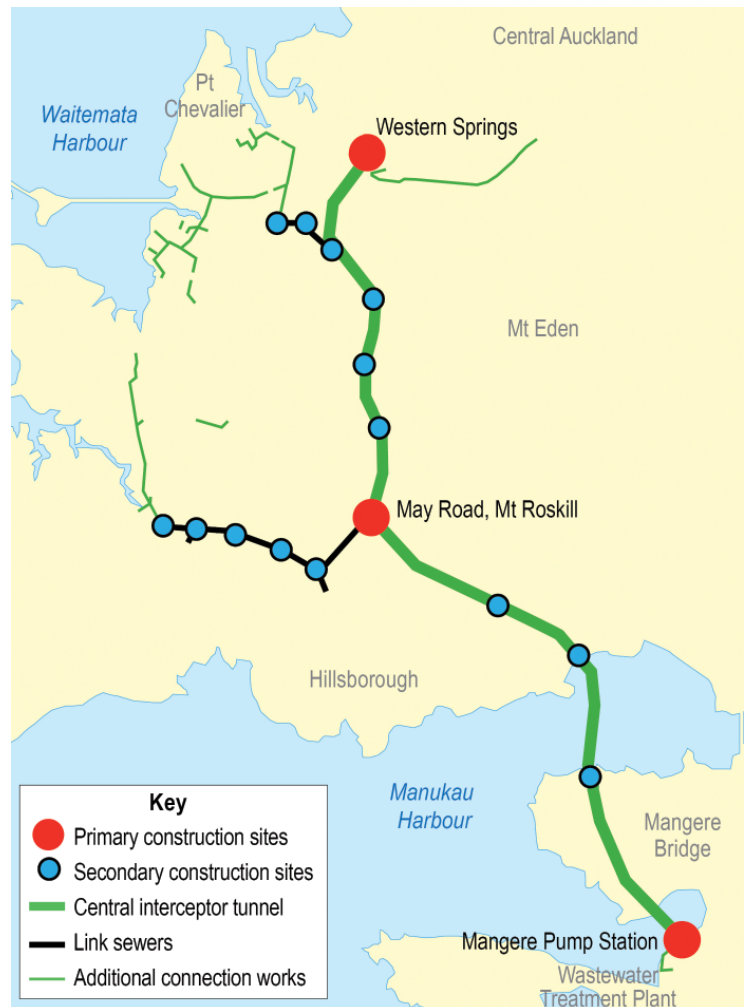 Central Auckland
Pt
Chevalier
Waitemata
Harbour
Western Springs
Mt Eden
May Road, Mt Roskill
Hillsborough
Manukau
Harbour
Mangere
Bridge
Mangere Pump Station
Wastewater
Treatment Plant
Key
Primary construction sites
Secondary construction sites
Central interceptor tunnel
Link sewers
Additional connection works